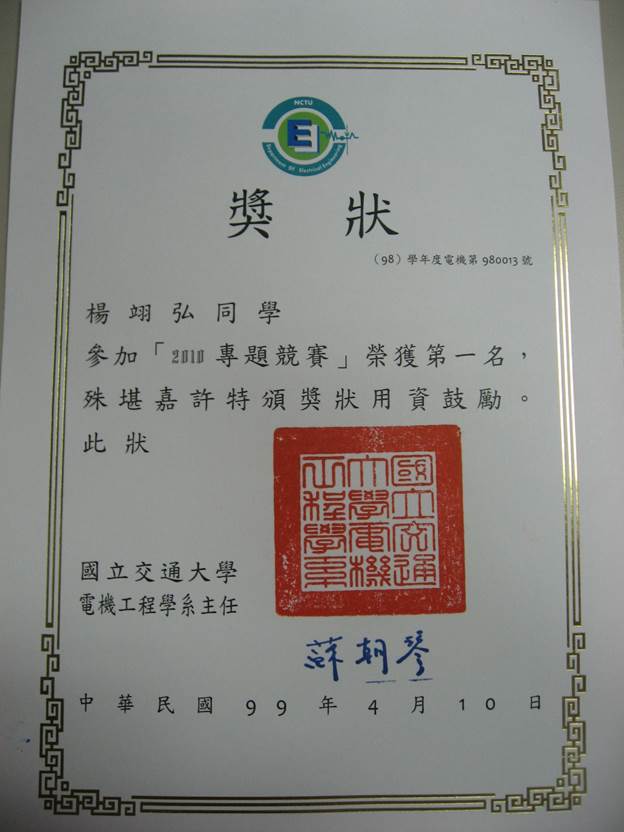 NCTU
EE
Department Of Electrical Engineering
獎 狀
（98）學年度電機第 980013 號
楊翊弘同學
參加「2010 專題競賽」榮獲第一名，
殊堪嘉許特頒獎狀用資鼓勵。
此狀
國立交通
大學電機
工程學系
國立交通大學
電機工程學系主任
蘇朝琴
中華民國 99 年 4 月 10 日